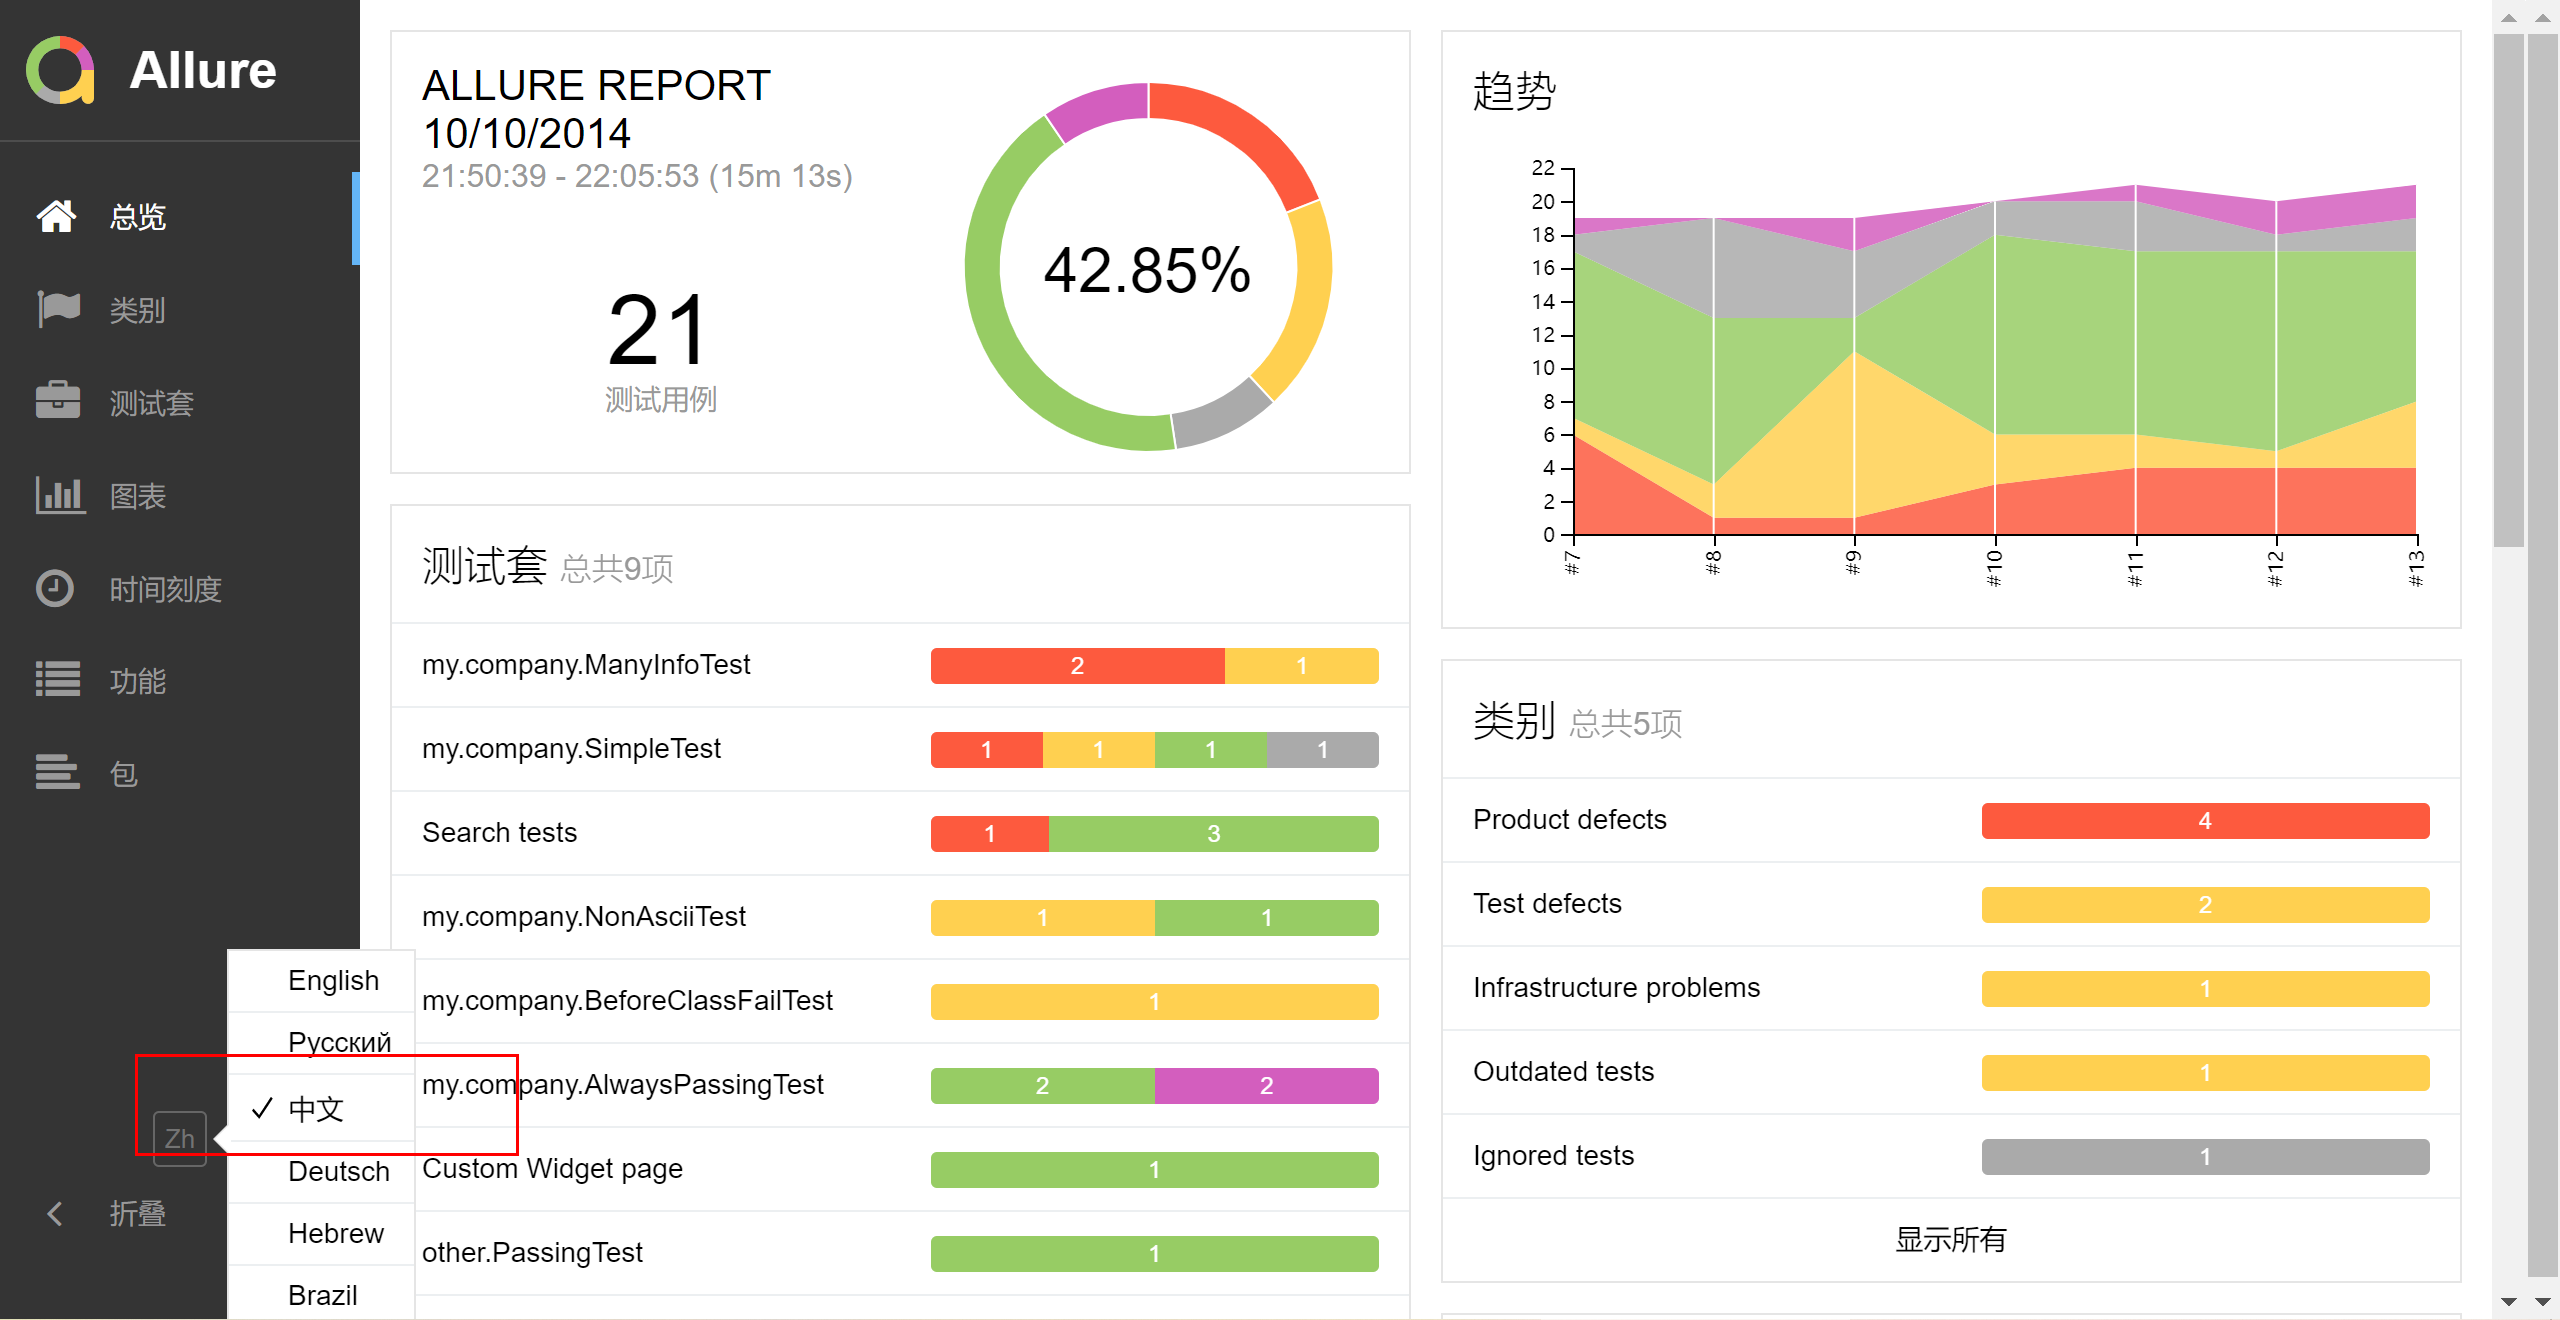 Allure
总览
类别
测试套
图表
时间刻度
功能
包
Zh
折叠
English
Русский
中文
Deutsch
Hebrew
Brazil
ALLURE REPORT
10/10/2014
21:50:39 - 22:05:53 (15m 13s)
21
测试用例
42.85%
测试套 总共9项
my.company.ManyInfoTest 2 1
my.company.SimpleTest 1 1 1 1
Search tests 1 3
my.company.NonAsciiTest 1 1
my.company.BeforeClassFailTest 1
my.company.AlwaysPassingTest 2 2
Custom Widget page 1
other.PassingTest 1
趋势
22
20
18
16
14
12
10
8
6
4
2
0
#7 #8 #9 #10 #11 #12 #13
类别 总共5项
Product defects 4
Test defects 2
Infrastructure problems 1
Outdated tests 1
Ignored tests 1
显示所有